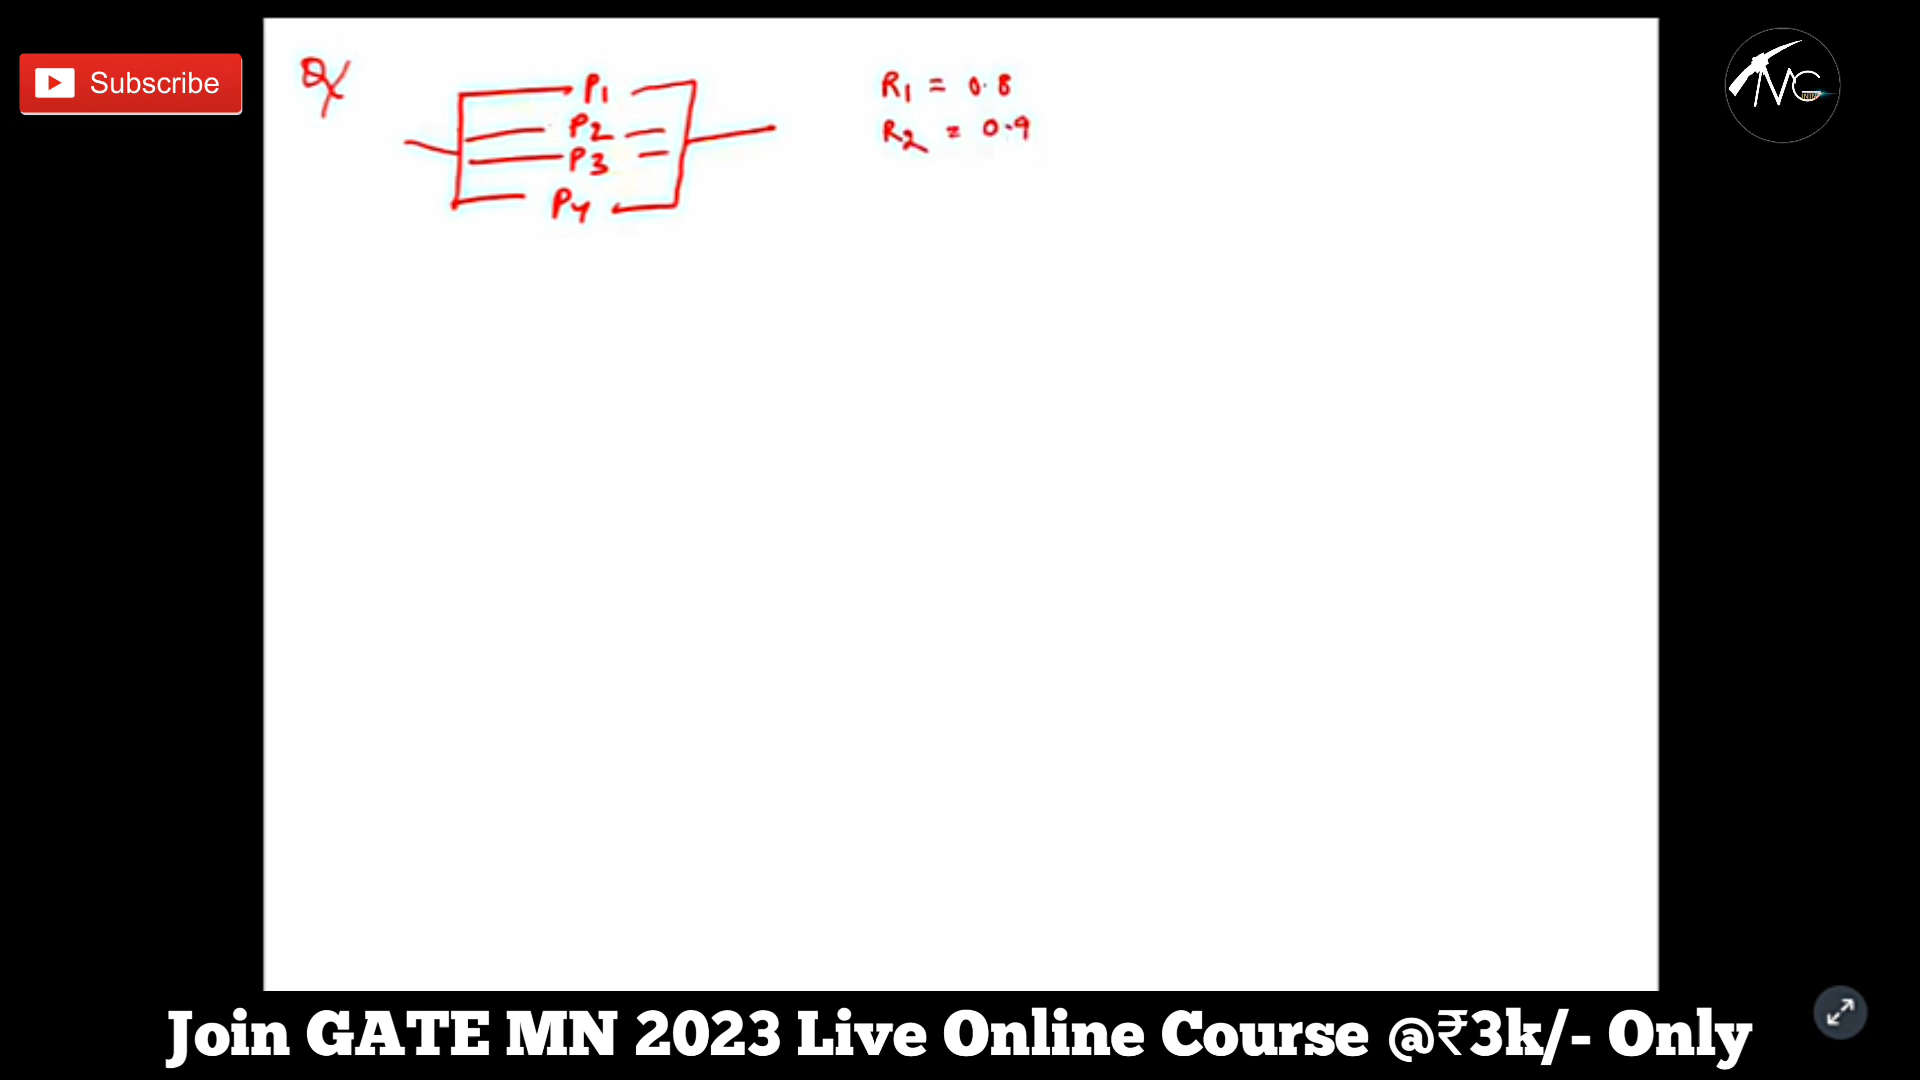 Subscribe
Q/
P1
P2
P3
P4
R1 = 0.8
R2 = 0.9
MG
Join GATE MN 2023 Live Online Course @₹3k/- Only